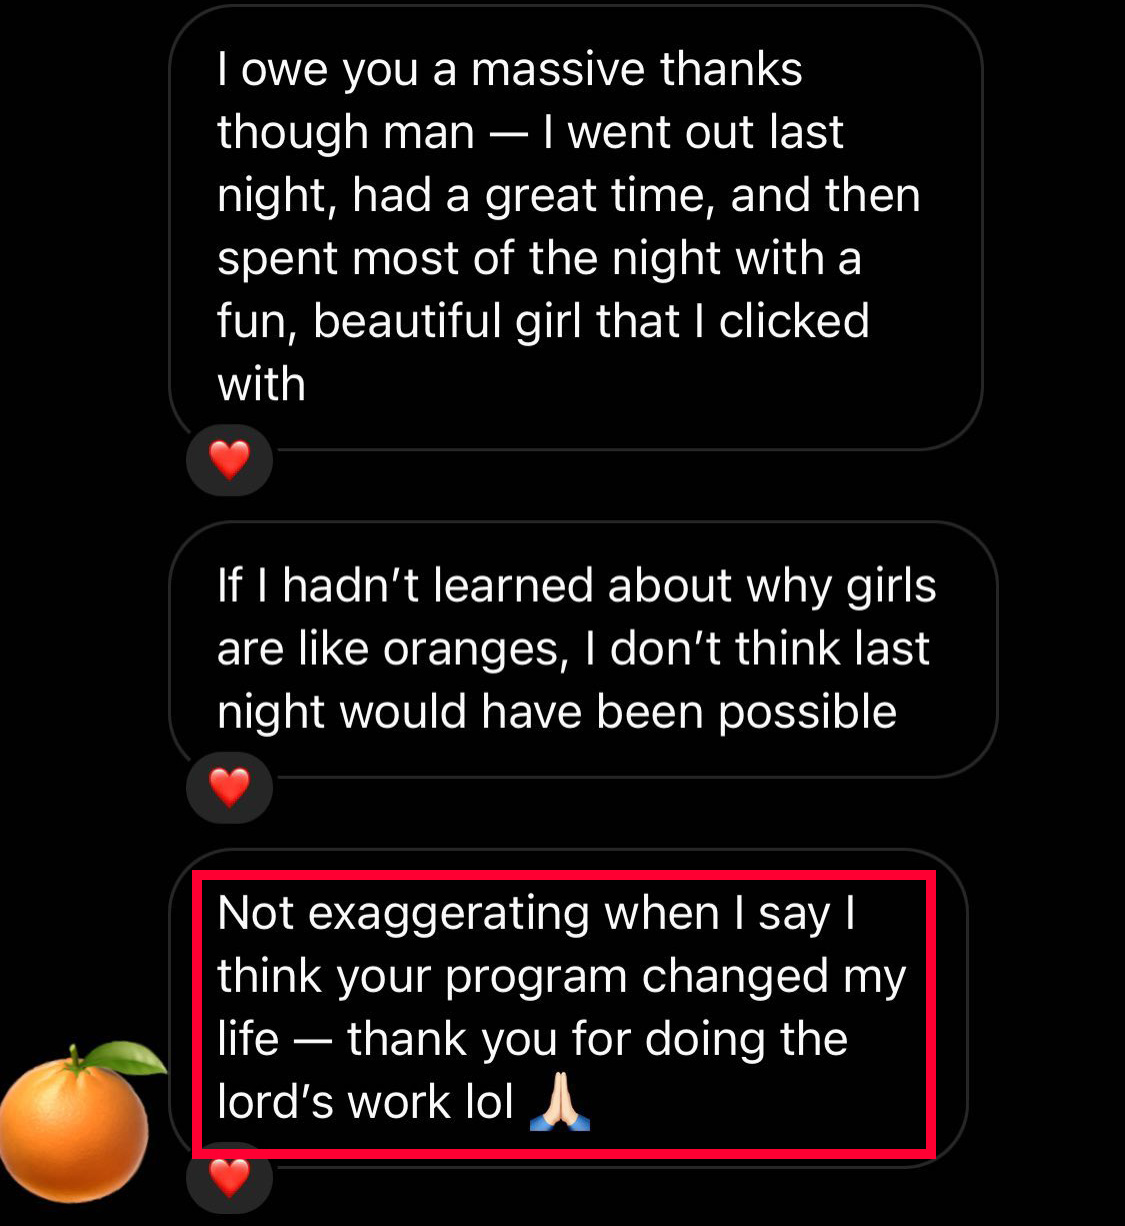 I owe you a massive thanks
though man — I went out last
night, had a great time, and then
spent most of the night with a
fun, beautiful girl that I clicked
with
If I hadn’t learned about why girls
are like oranges, I don’t think last
night would have been possible
Not exaggerating when I say I
think your program changed my
life — thank you for doing the
lord’s work lol 🙏🏻